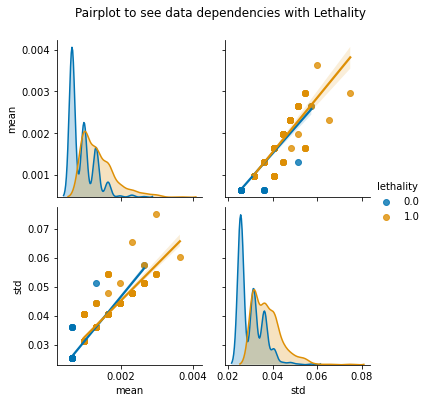 Pairplot to see data dependencies with Lethality
0.004
0.003
0.002
0.001
mean
lethality
0.0
1.0
0.07
0.06
0.05
0.04
0.03
std
0.002 0.004
mean
0.02 0.04 0.06 0.08
std